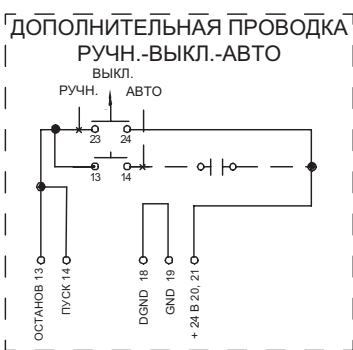 ДОПОЛНИТЕЛЬНАЯ ПРОВОДКА
РУЧН.-ВЫКЛ.-АВТО
ВЫКЛ.
РУЧН. АВТО
23 24
13 14
ОСТАНОВ 13
ПУСК 14
DGND 18
GND 19
+ 24 В 20, 21